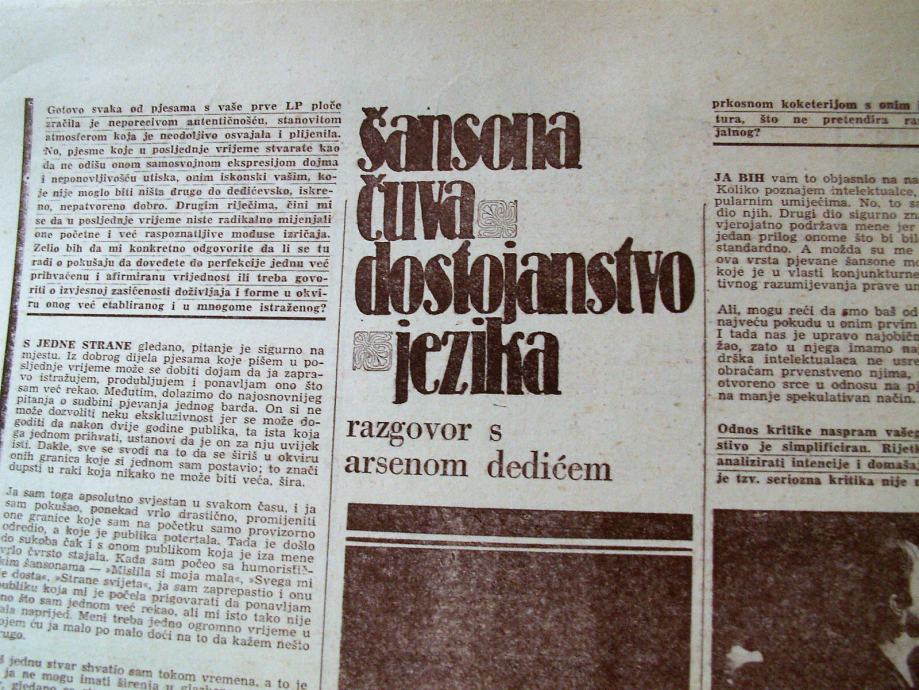 Gotovo svaka od pjesama s vaše prve LP ploče
zračila je neporecivom autentičnošću, stanovitom
atmosferom koja je neodoljivo osvajala i plijenila.
No, pjesme koje u posljednje vrijeme stvarate kao
da ne odišu onom samosvojnom ekspresijom dojma
i neponovljivošću utiska, onim iskonski vašim, ko-
je nije moglo biti ništa drugo do dedićevsko, iskre-
no, nepatvoreno dobro. Drugim riječima, čini mi
se da u posljednje vrijeme niste radikalno mijenjali
one početne i već raspoznatljive moduse izričaja.
Želio bih da mi konkretno odgovorite da li se tu
radi o pokušaju da dovedete do perfekcije jednu već
prihvaćenu i afirmiranu vrijednost ili treba govo-
riti o izvjesnoj zasićenosti doživljaja i forme u okvi-
ru onog već etabliranog i u mnogome istraženog?
S JEDNE STRANE gledano, pitanje je sigurno na
mjestu. Iz dobrog dijela pjesama koje pišem u po-
sljednje vrijeme može se dobiti dojam da ja zapra-
vo istražujem, produbljujem i ponavljam ono što
sam već rekao. Međutim, dolazimo do najosnovnijeg
pitanja o sudbini pjevanja jednog barda. On si ne
može dozvoliti neku ekskluzivnost jer se može do-
goditi da nakon dvije godine publika, ta ista koja
ga jednom prihvati, ustanovi da je on za nju uvijek
isti. Dakle, sve se svodi na to da se širiš u okviru
onih granica koje si jednom sam postavio; to znači
dupsti u raki koja nikako ne može biti veća, šira.
Ja sam toga apsolutno svjestan u svakom času, i ja
sam pokušao, ponekad vrlo drastično, promijeniti
one granice koje sam na početku samo provizorno
odredio, a koje je publika potcrtala. Tada je došlo
do sukoba čak i s onom publikom koja je iza mene
vrlo čvrsto stajala. Kada sam počeo sa humoristič-
kim šansonama — »Mislila si moja mala«, »Svega mi
je dosta«, »Strane svijeta«, ja sam zaprepastio i onu
publiku koja mi je počela prigovarati da ponavljam
ono što sam jednom već rekao, ali mi isto tako nije
dala naprijed. Meni treba jedno ogromno vrijeme u
kojem ću ja malo po malo doći na to da kažem nešto
drugo.
jednu stvar shvatio sam tokom vremena, a to je
ja ne mogu imati širenja u
gledano
šansona
čuva
dostojanstvo
jezika
razgovor s
arsenom dedićem
prkosnom koketerijom s onim
tura, što ne pretendira
jalnog?
JA BIH vam to objasnio na
Koliko poznajem intelektualce
pularnim umijećima. No, to
dio njih. Drugi dio sigurno
vjerojatno podržava mene jer
jedan prilog onome što bi
standardno. A možda su me
ova vrsta pjevane šansone
koje je u vlasti konjunkturne
tivnog razumijevanja prave
Ali, mogu reći da smo baš od
najveću pokudu u onim prvim
I tada nas je upravo
žao, zato u njega imamo
drška intelektualaca ne
obraćam prvenstveno njima,
otvoreno srce u odnosu na
na manje spekulativan način.
Odnos kritike naspram vašeg
stivo je simplificiran.
analizirati intencije i
je tzv. seriozna kritika nije